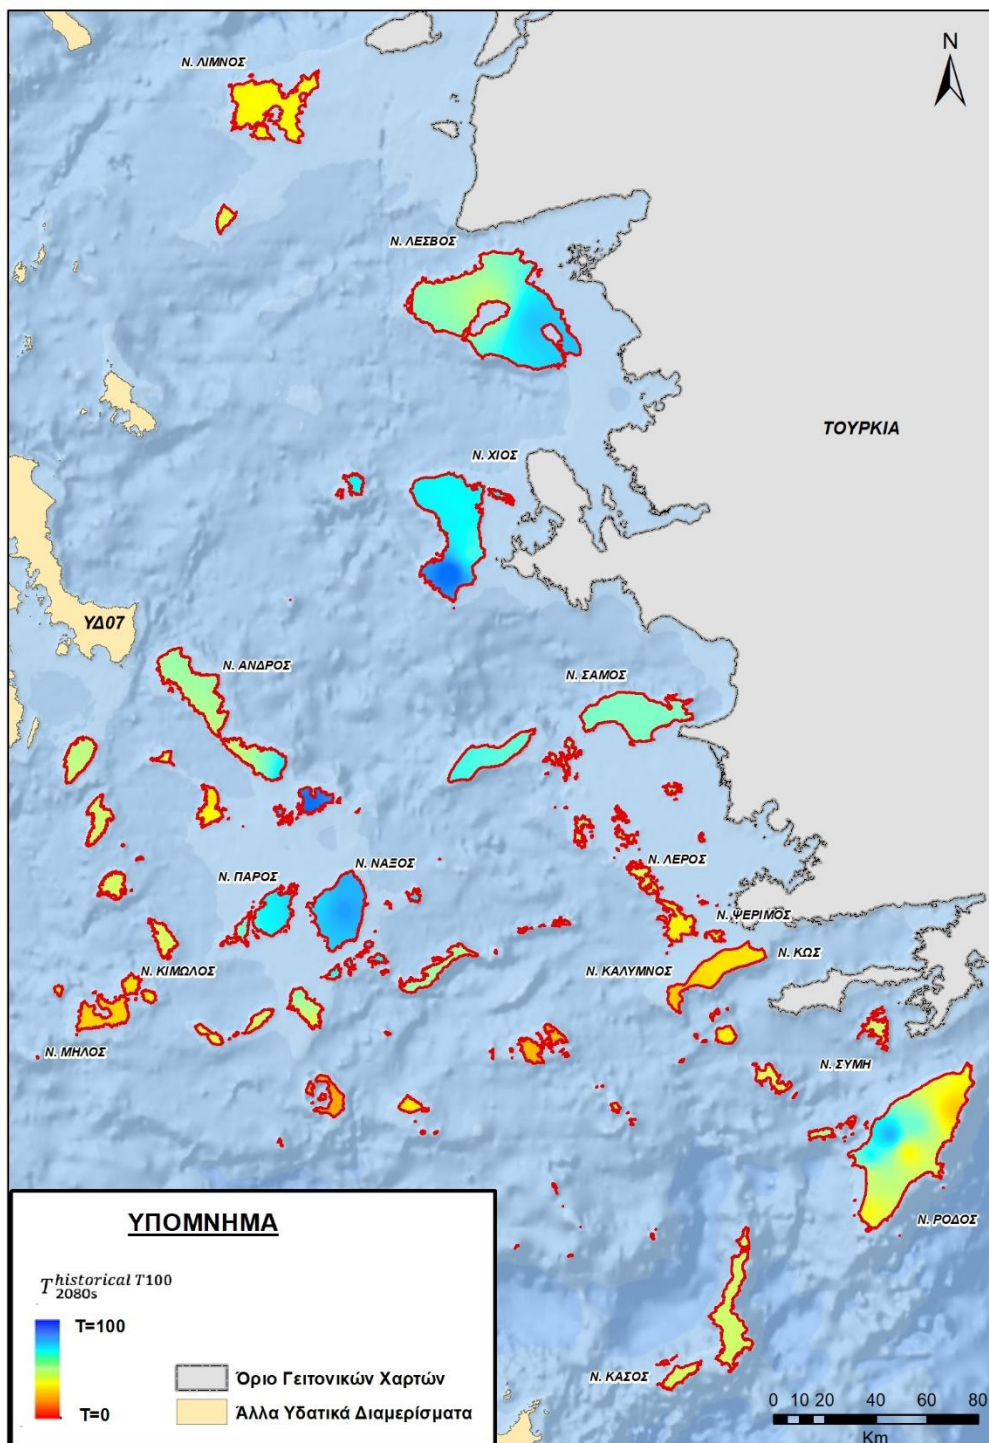 N
Ν. ΛΙΜΝΟΣ
Ν. ΛΕΣΒΟΣ
ΤΟΥΡΚΙΑ
Ν. ΧΙΟΣ
ΥΔ07
Ν. ΑΝΔΡΟΣ
Ν. ΣΑΜΟΣ
Ν. ΛΕΡΟΣ
Ν. ΝΑΞΟΣ
Ν. ΠΑΡΟΣ
Ν. ΨΕΡΙΜΟΣ
Ν. ΚΩΣ
Ν. ΚΙΜΩΛΟΣ
Ν. ΚΑΛΥΜΝΟΣ
Ν. ΜΗΛΟΣ
Ν. ΣΥΜΗ
Ν. ΡΟΔΟΣ
Ν. ΚΑΣΟΣ
ΥΠΟΜΝΗΜΑ
T historical T100
2080s
T=100
T=0
Όριο Γειτονικών Χαρτών
Άλλα Υδατικά Διαμερίσματα
0 10 20 40 60 80
Km